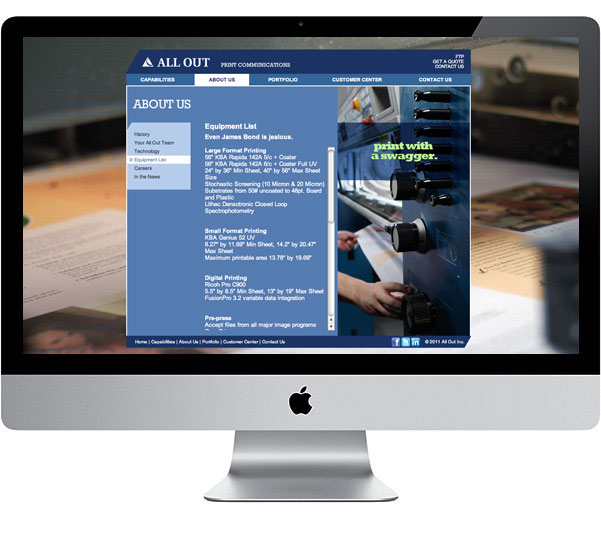 ALL OUT PRINT COMMUNICATIONS
FTP
GET A QUOTE
CONTACT US
CAPABILITIES ABOUT US PORTFOLIO CUSTOMER CENTER CONTACT US
ABOUT US
History
Your All Out Team
Technology
Equipment List
Careers
In the News
Equipment List
Even James Bond is jealous.
Large Format Printing
56" KBA Rapida 142A 5/c + Coater
56" KBA Rapida 142A 6/c + Coater Full UV
24" by 36" Min Sheet, 40" by 56" Max Sheet
Size
Stochastic Screening (10 Micron & 20 Micron)
Substrates from 50# uncoated to 48pt. Board
and Plastic
Lithec Densotronic Closed Loop
Spectrophotometry
Small Format Printing
KBA Genius 52 UV
8.27" by 11.69" Min Sheet, 14.2" by 20.47"
Max Sheet
Maximum printable area 13.78" by 19.69"
Digital Printing
Ricoh Pro C900
5.5" by 8.5" Min Sheet, 13" by 19" Max Sheet
FusionPro 3.2 variable data integration
Pre-press
Accept files from all major image programs
print with
a swagger.
Home | Capabilities | About Us | Portfolio | Customer Center | Contact Us
© 2011 All Out Inc.